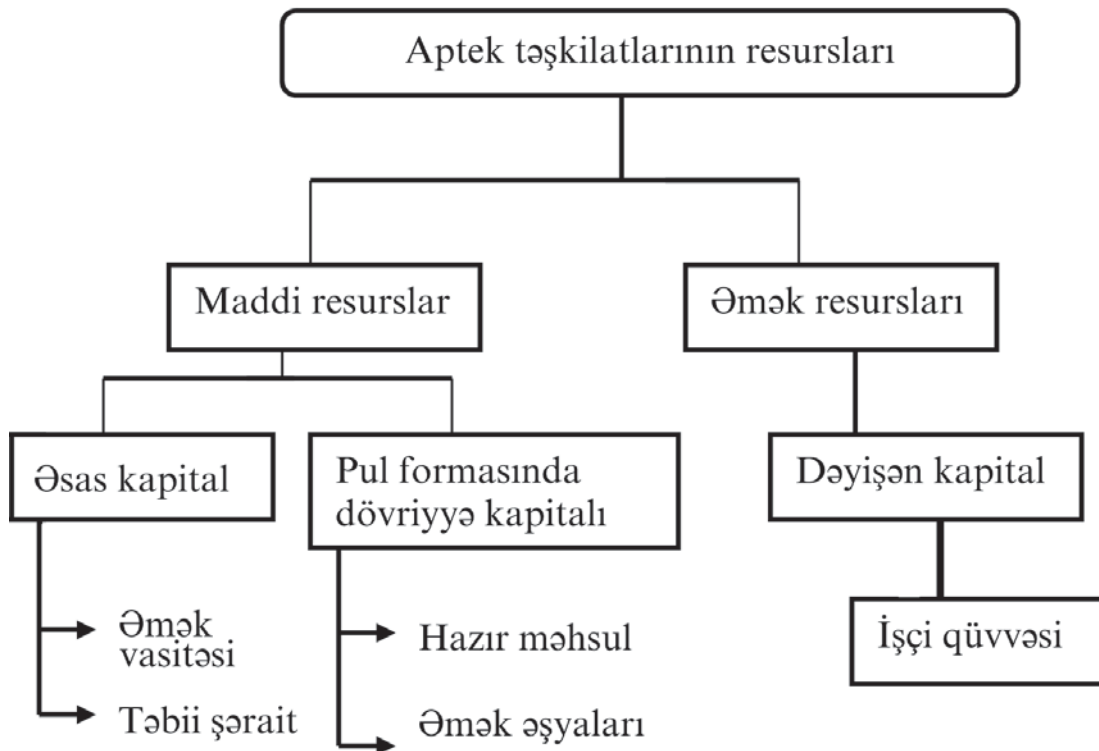 Aptek təşkilatlarının resursları
Maddi resurslar
Əmək resursları
Əsas kapital
Pul formasında
dövriyyə kapitalı
Dəyişən kapital
Əmək
vasitəsi
Təbii şərait
Hazır məhsul
Əmək əşyaları
İşçi qüvvəsi